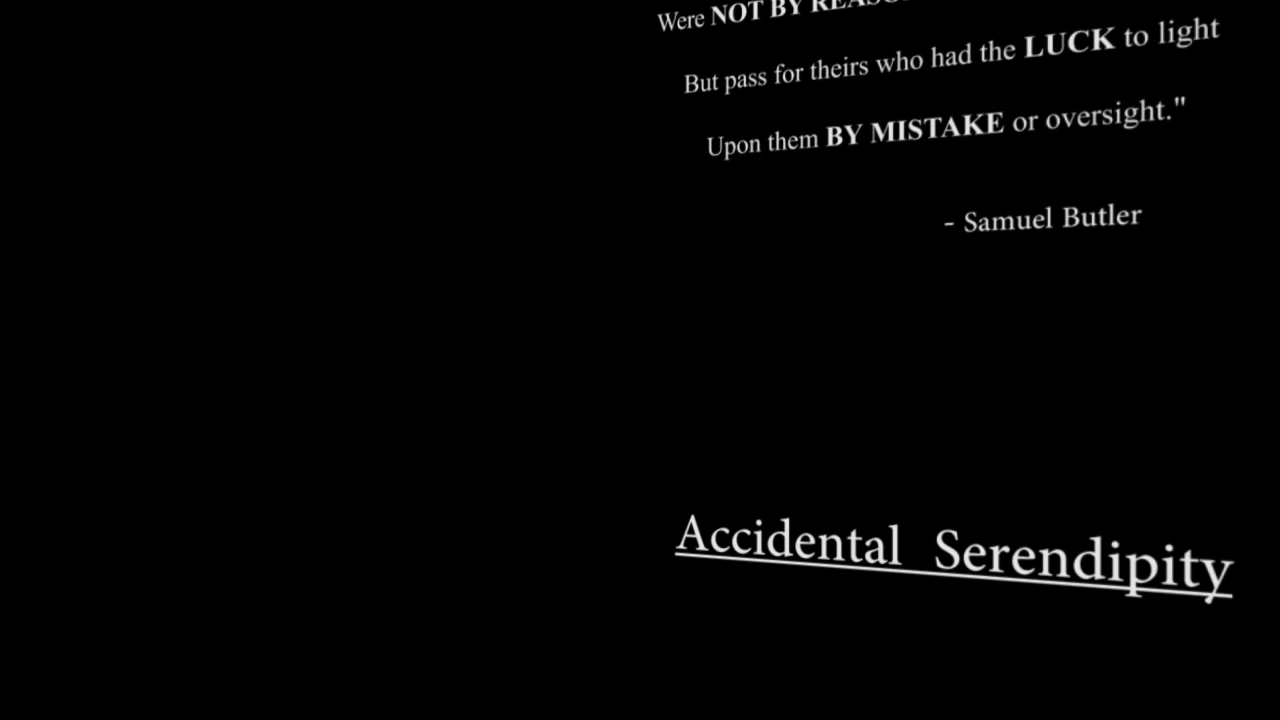 Were NOT BY REASO
But pass for theirs who had the LUCK to light
Upon them BY MISTAKE or oversight."
- Samuel Butler
Accidental Serendipity